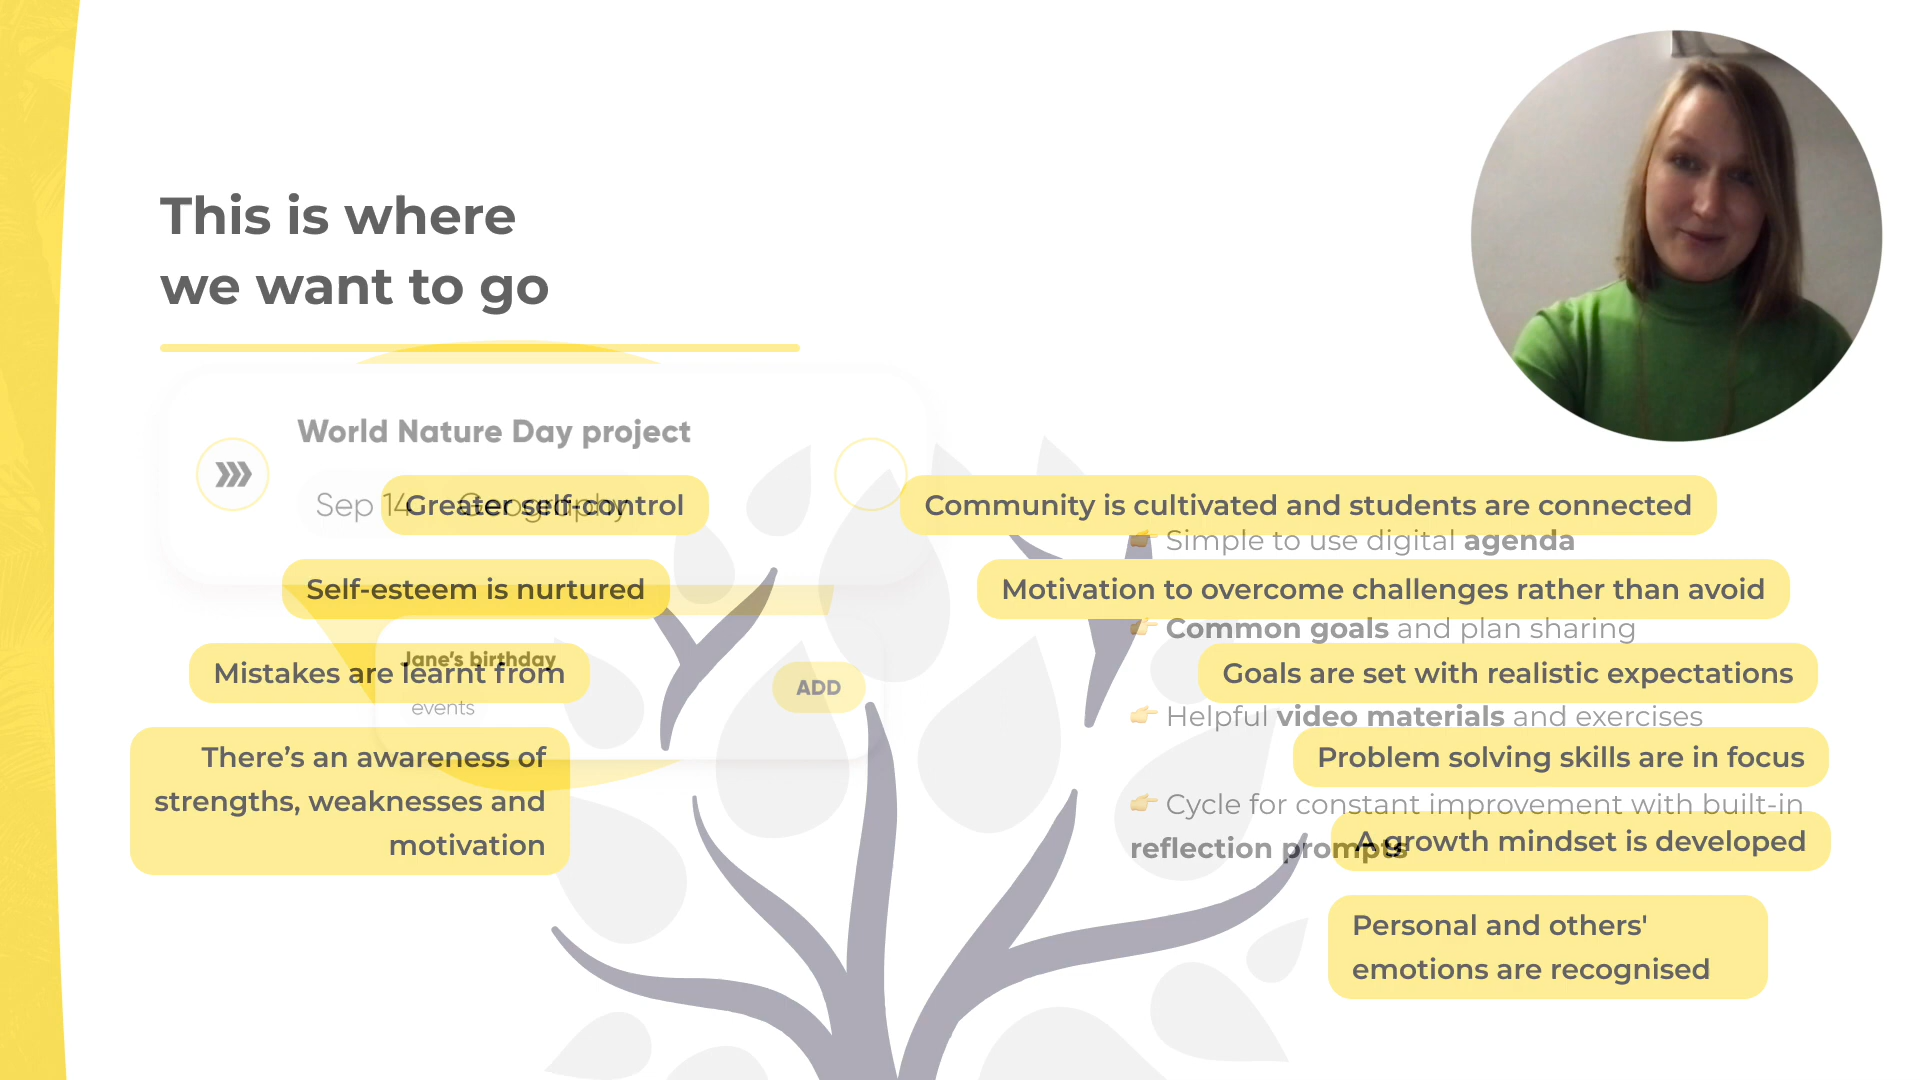 This is where
we want to go
World Nature Day project
Sep 14
Geography
Greater self-control
Self-esteem is nurtured
Mistakes are learnt from
There’s an awareness of
strengths, weaknesses and
motivation
Jane’s birthday
events
ADD
Community is cultivated and students are connected
👉 Simple to use digital agenda
Motivation to overcome challenges rather than avoid
👉 Common goals and plan sharing
Goals are set with realistic expectations
👉 Helpful video materials and exercises
Problem solving skills are in focus
👉 Cycle for constant improvement with built-in
reflection prompts
A growth mindset is developed
Personal and others'
emotions are recognised